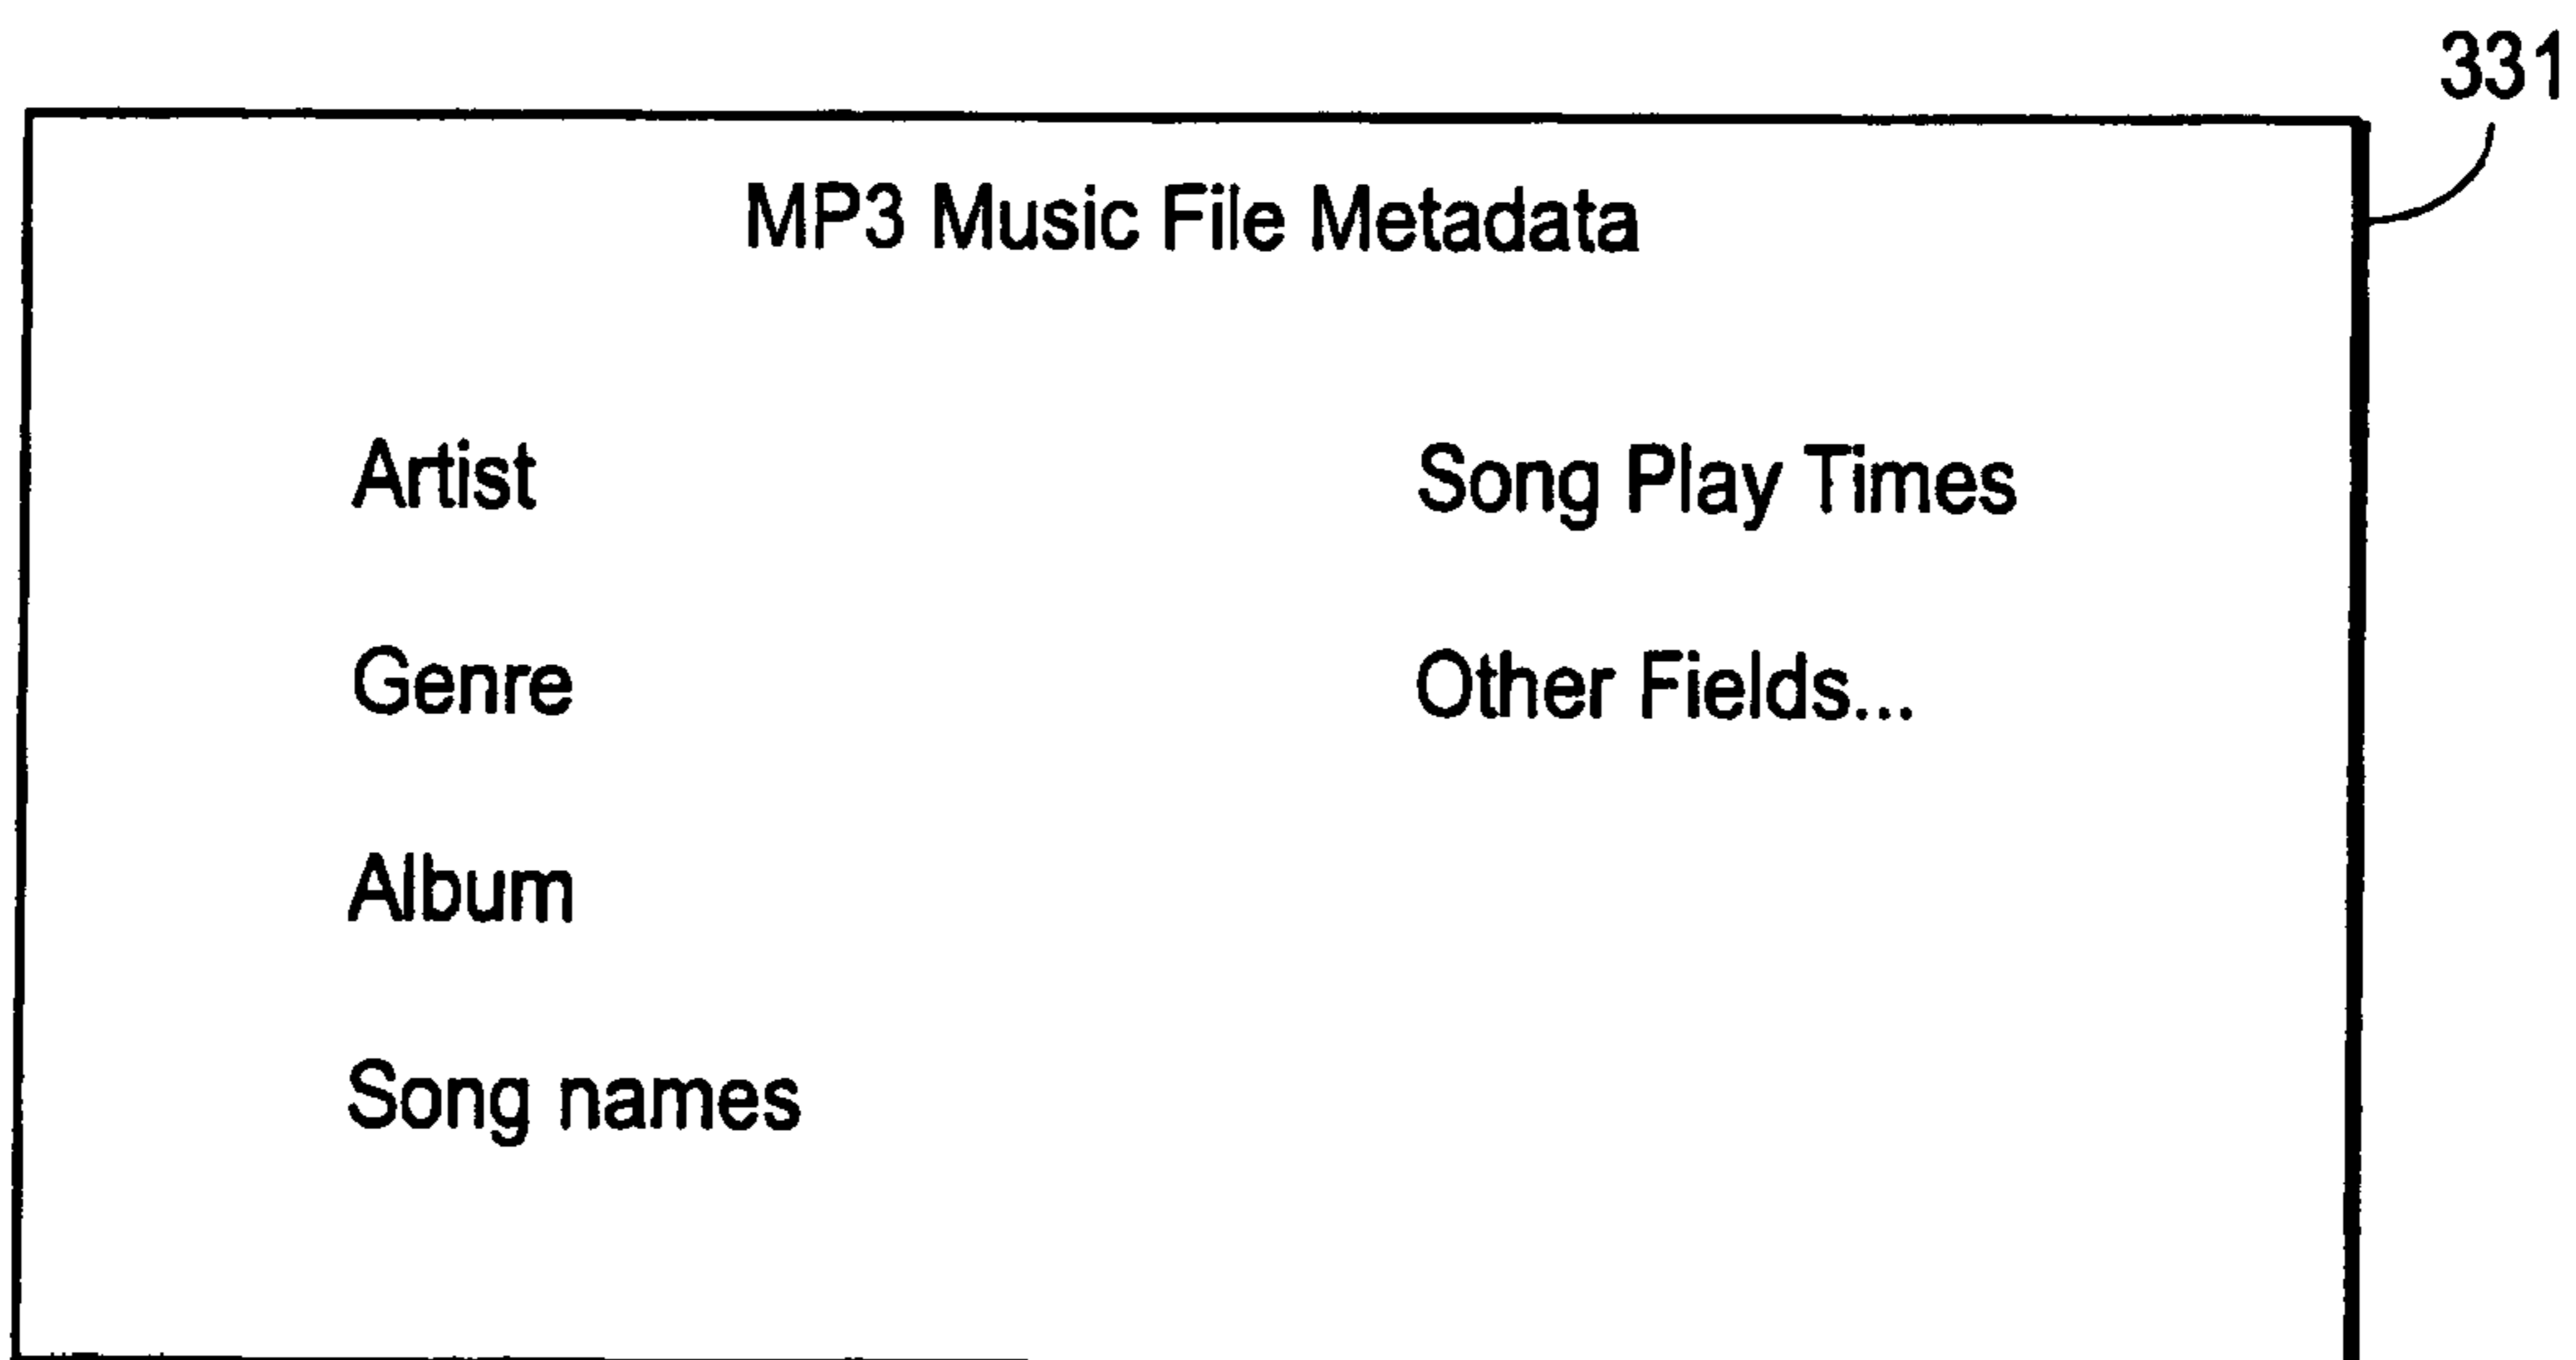 331
MP3 Music File Metadata
Artist
Genre
Album
Song names
Song Play Times
Other Fields...